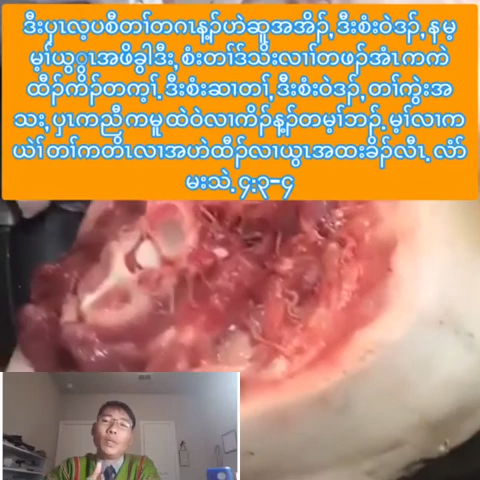 ဒီးပှၤလ့ပစီတၢ်တဂၤန့ၣ်ဟဲဆူအအိၣ်, ဒီးစံးဝဲဒၣ်, နမ့
မ့ၢ်ယွၤအဖိခွါဒီး, စံးတၢ်ဒ်သိးလၢၢ်တဖၣ်အံၤကကဲ
ထီၣ်ကိၣ်တက့ၢ်. ဒီးစံးဆၢတၢ်, ဒီးစံးဝဲဒၣ်, တၢ်ကွဲးအ
သး, ပှၤကညီကမူထဲဝဲလၢကိၣ်န့ၣ်တမ့ၢ်ဘၣ်. မ့ၢ်လၢက
ယဲၢ်တၢ်ကတိၤလၢအဟဲထီၣ်လၢယွၤအထးခိၣ်လီၤ. လံာ်
မးသဲ. ၄:၃-၄